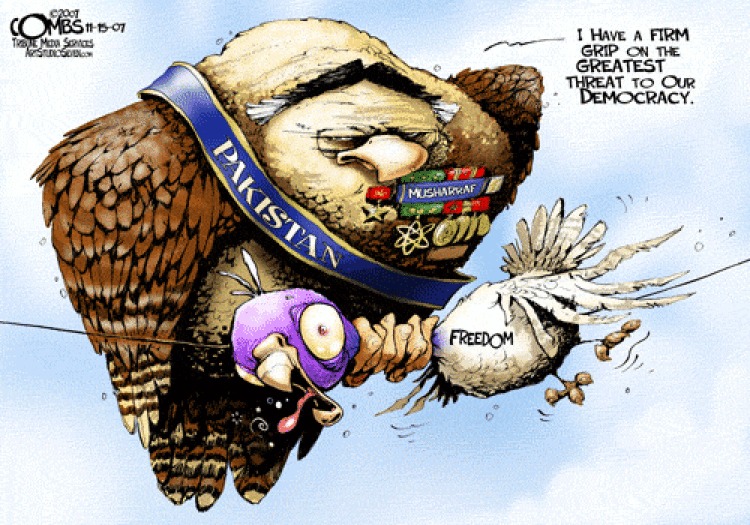 ©2007
COMBS 11-15-07
TRIBUNE MEDIA SERVICES
ARTSTUDIOSEVEN.COM
I HAVE A FIRM
GRIP ON THE
GREATEST
THREAT TO OUR
DEMOCRACY.
PAKISTAN
MUSHARRAF
FREEDOM